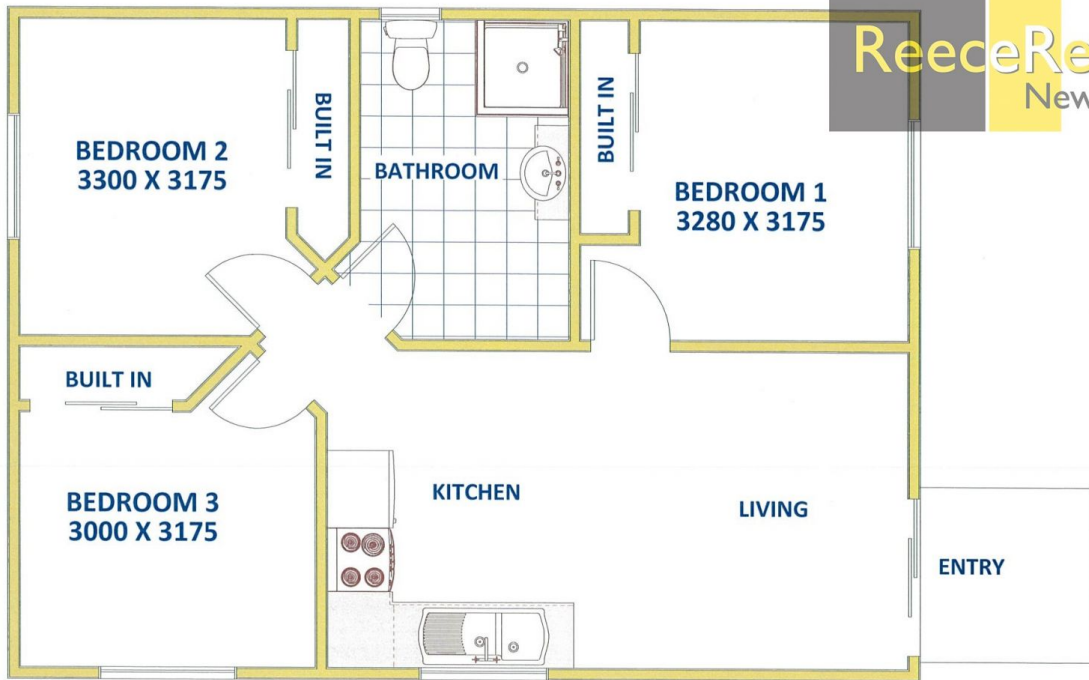 ReeceRe
New
BEDROOM 2
3300 X 3175
BUILT IN
BATHROOM
BUILT IN
BEDROOM 1
3280 X 3175
BUILT IN
BEDROOM 3
3000 X 3175
KITCHEN
LIVING
ENTRY